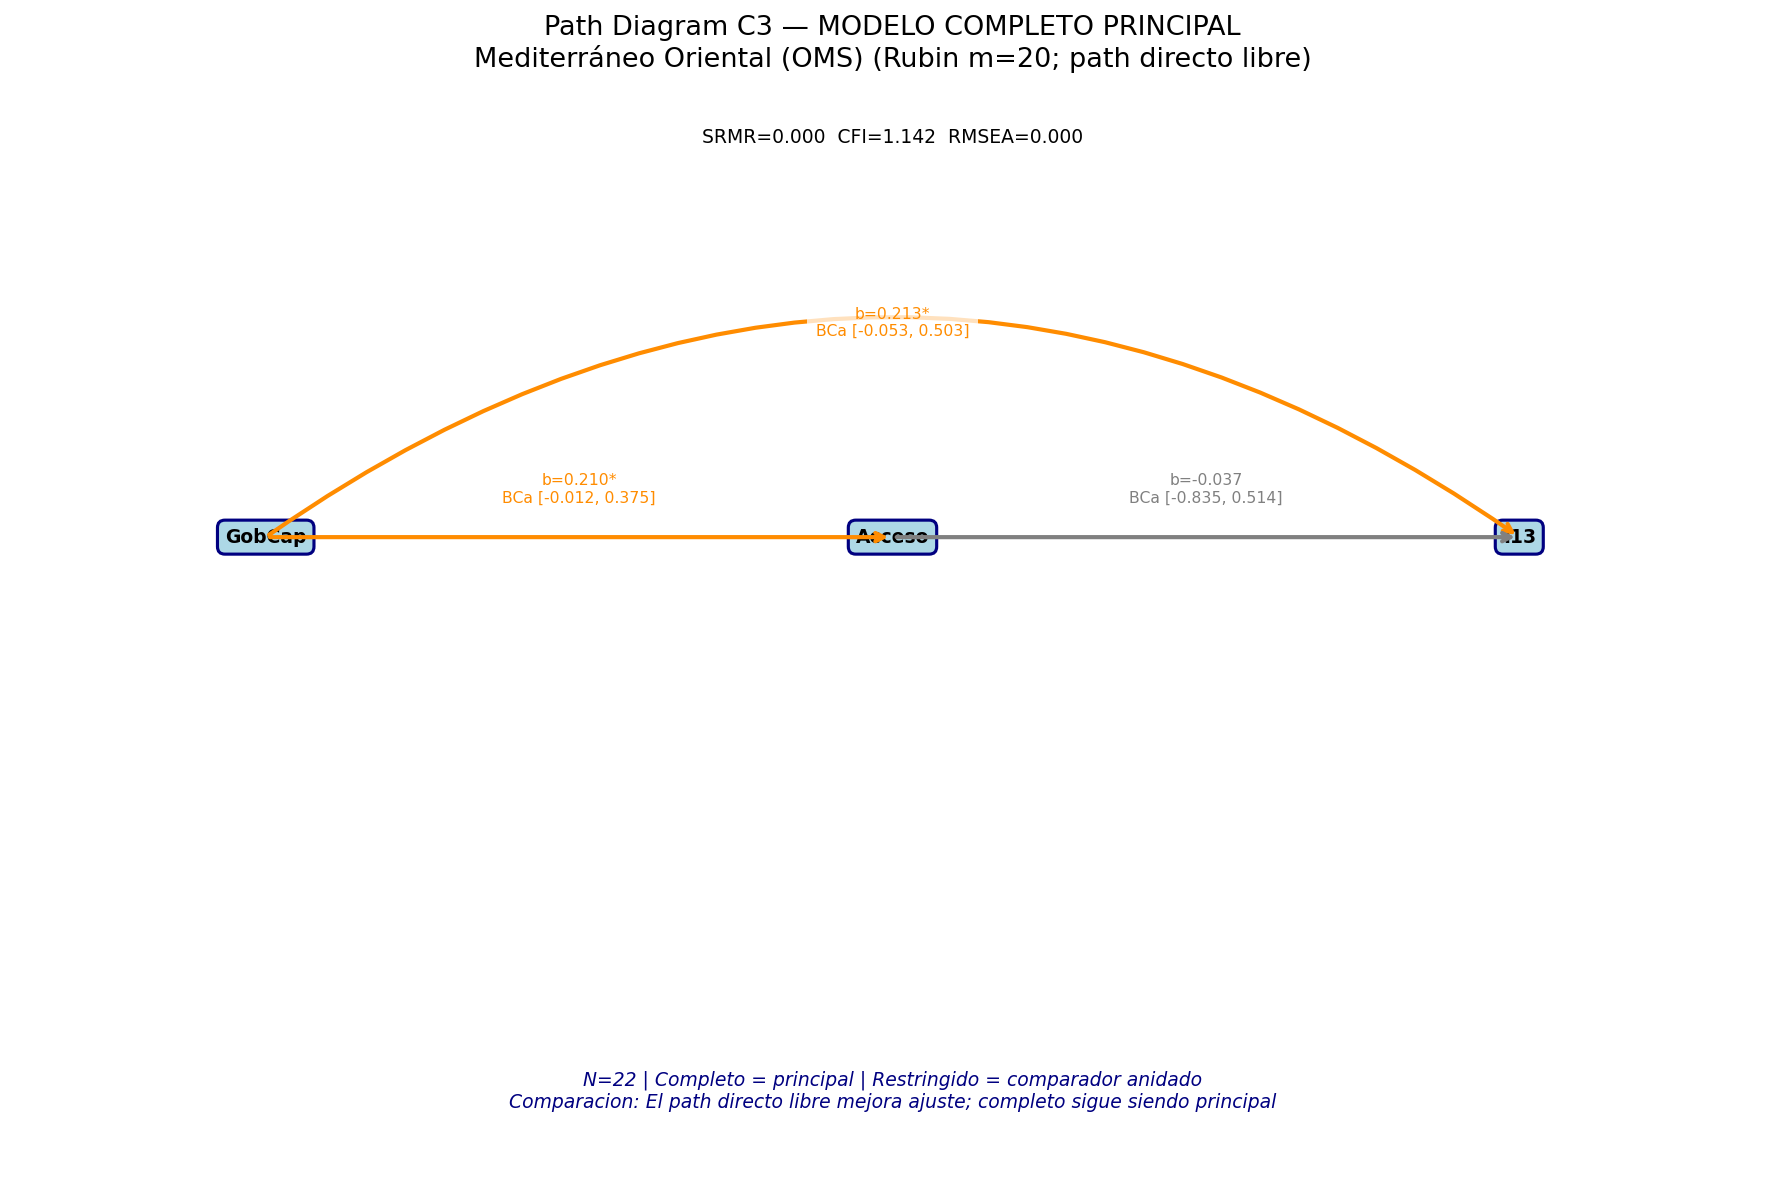 Path Diagram C3 — MODELO COMPLETO PRINCIPAL
Mediterráneo Oriental (OMS) (Rubin m=20; path directo libre)
SRMR=0.000  CFI=1.142  RMSEA=0.000
b=0.213*
BCa [-0.053, 0.503]
b=0.210*
BCa [-0.012, 0.375]
b=-0.037
BCa [-0.835, 0.514]
GobCap
Acceso
N=22 | Completo = principal | Restringido = comparador anidado
Comparacion: El path directo libre mejora ajuste; completo sigue siendo principal